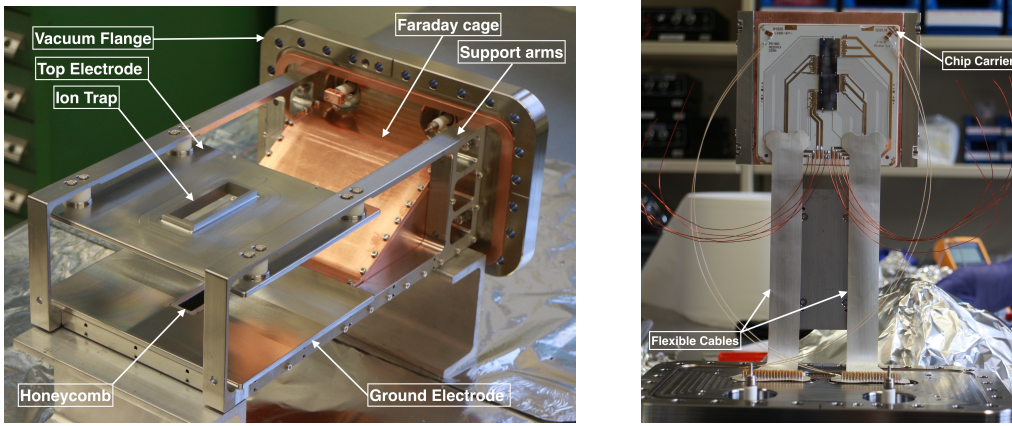 Faraday cage
Vacuum Flange
Support arms
Top Electrode
Ion Trap
Chip Carrier
Flexible Cables
Honeycomb
Ground Electrode